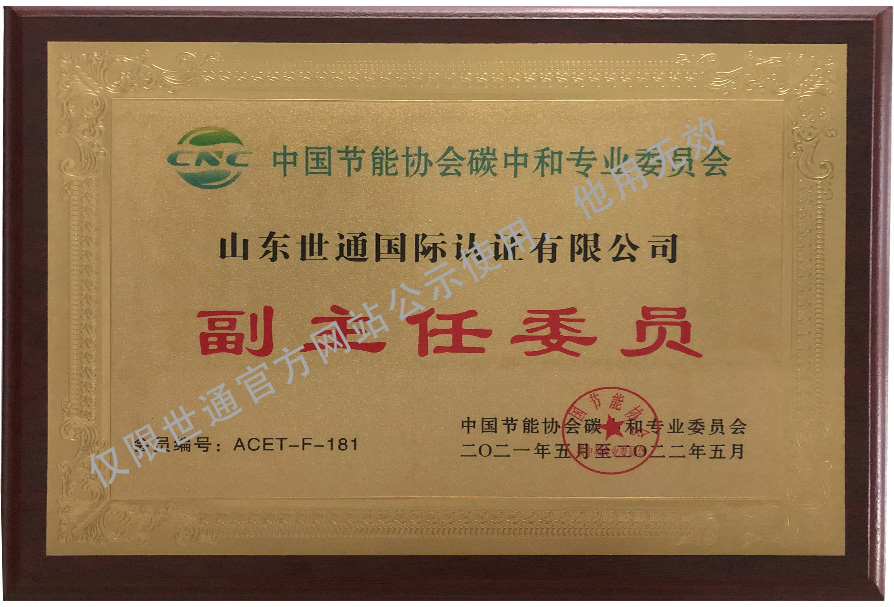 CNC 中国节能协会碳中和专业委员会
山东世通国际认证有限公司
副主任委员
会员编号：ACET-F-181
中国节能协会碳中和专业委员会
二〇二一年五月至二〇二二年五月
仅限世通官方网站公示使用，他用无效